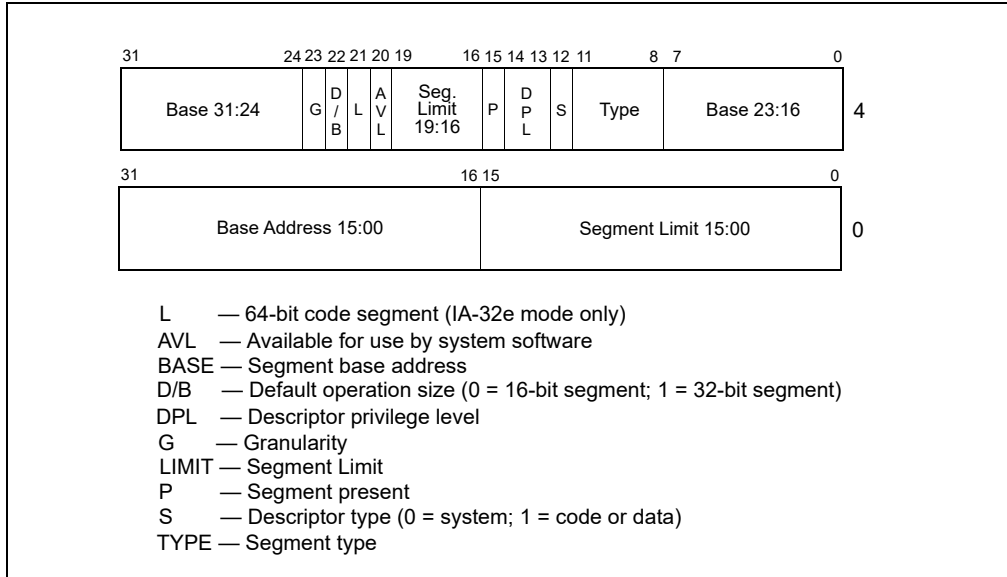 31 24 23 22 21 20 19 16 15 14 13 12 11 8 7 0
Base 31:24 G D/B L AVL Seg. Limit 19:16 P DPL S Type Base 23:16 4
31 16 15 0
Base Address 15:00 Segment Limit 15:00 0
L — 64-bit code segment (IA-32e mode only)
AVL — Available for use by system software
BASE — Segment base address
D/B — Default operation size (0 = 16-bit segment; 1 = 32-bit segment)
DPL — Descriptor privilege level
G — Granularity
LIMIT — Segment Limit
P — Segment present
S — Descriptor type (0 = system; 1 = code or data)
TYPE — Segment type